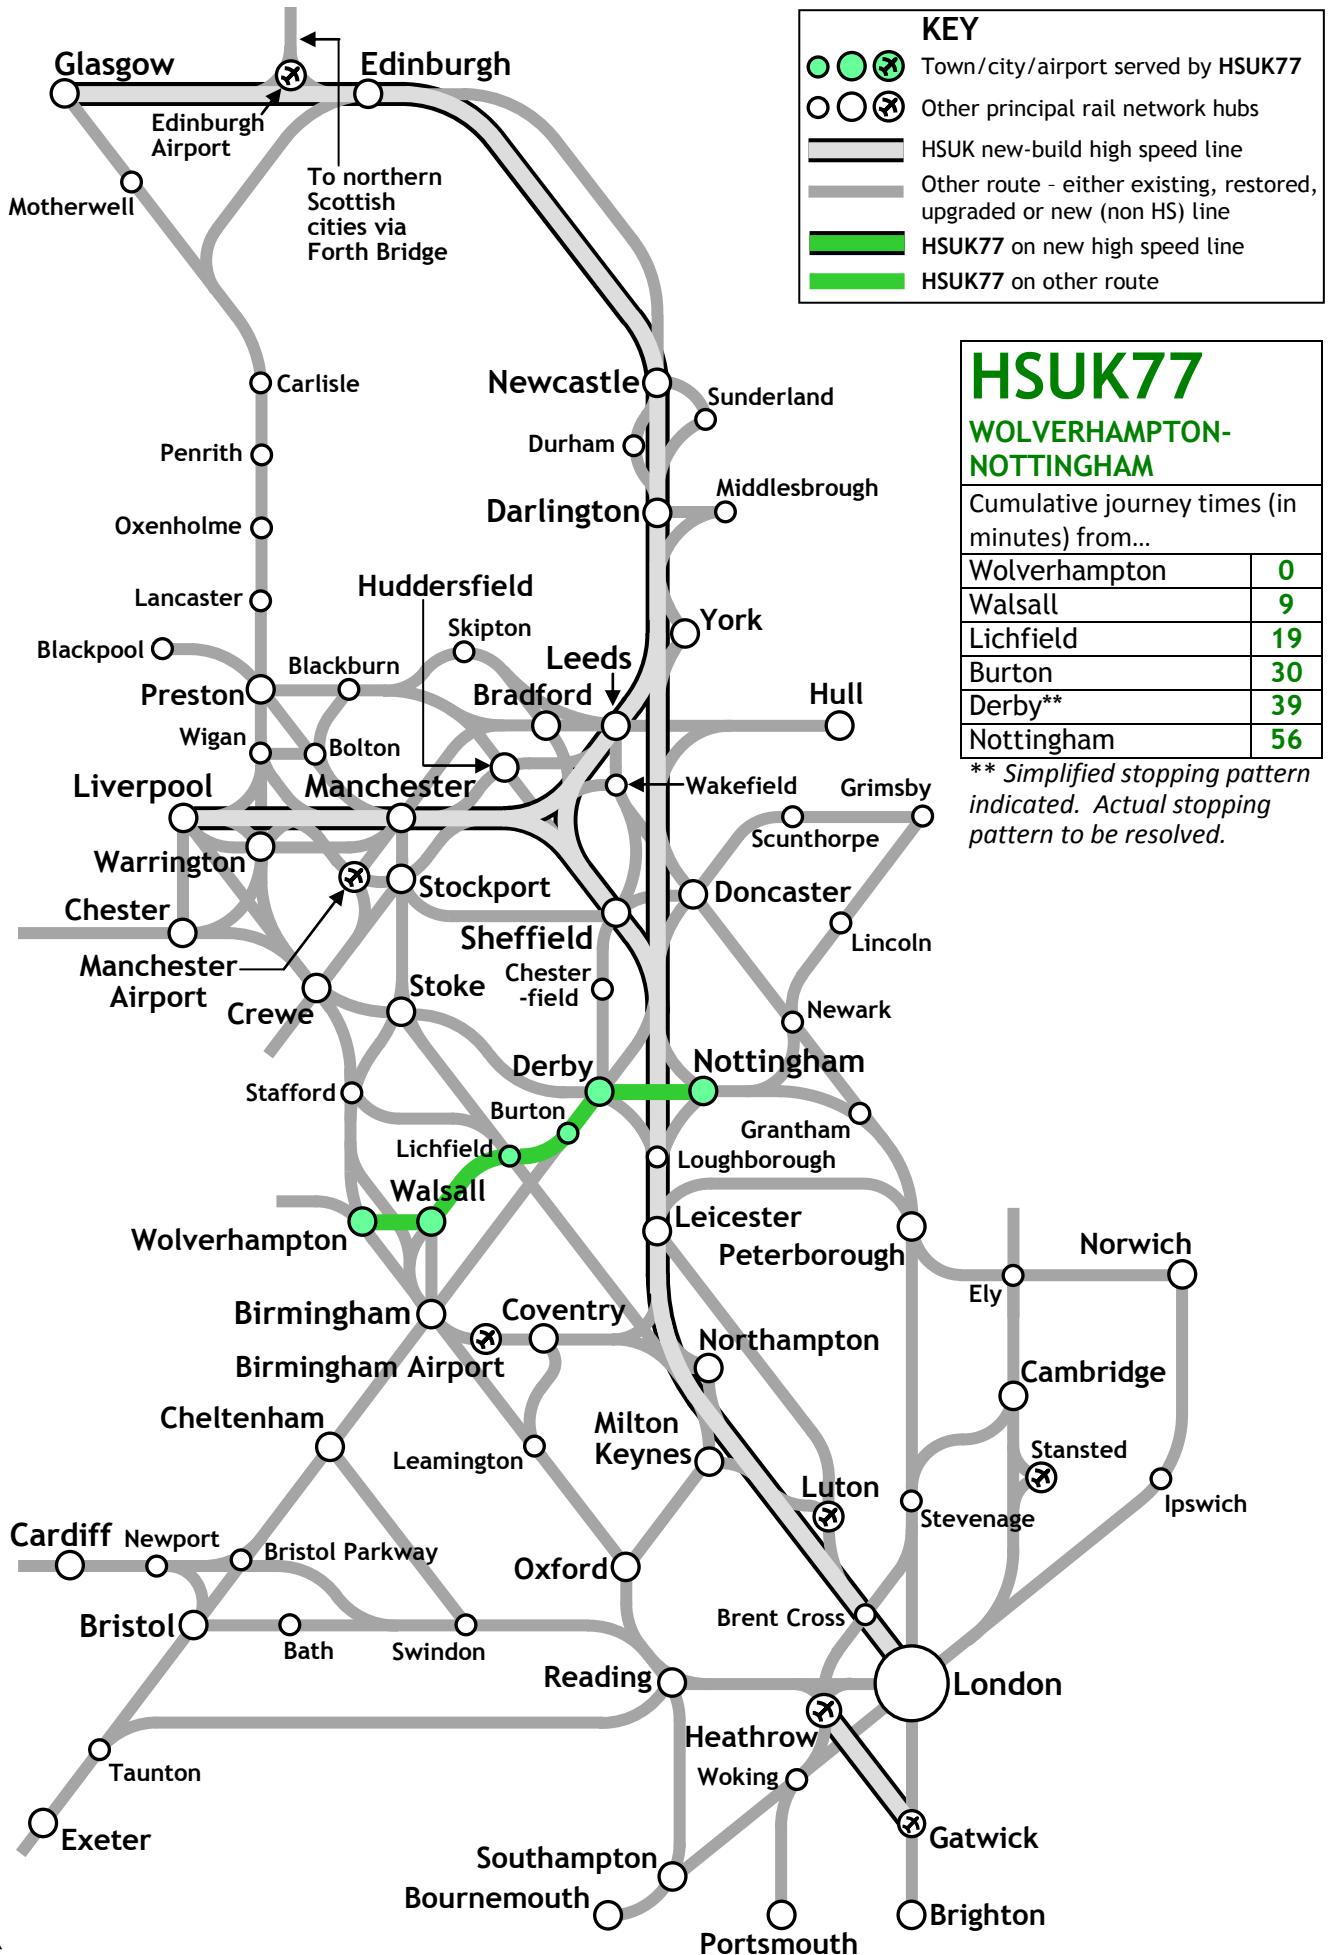 KEY
Town/city/airport served by HSUK77
Other principal rail network hubs
HSUK new-build high speed line
Other route - either existing, restored,
upgraded or new (non HS) line
HSUK77 on new high speed line
HSUK77 on other route
HSUK77
WOLVERHAMPTON-
NOTTINGHAM
Cumulative journey times (in
minutes) from…
Wolverhampton 0
Walsall 9
Lichfield 19
Burton 30
Derby** 39
Nottingham 56
** Simplified stopping pattern
indicated. Actual stopping
pattern to be resolved.
Glasgow
Edinburgh
Edinburgh
Airport
To northern
Scottish
cities via
Forth Bridge
Motherwell
Carlisle
Newcastle
Sunderland
Durham
Penrith
Middlesbrough
Darlington
Oxenholme
Huddersfield
Lancaster
York
Skipton
Blackpool
Leeds
Blackburn
Preston
Bradford
Hull
Wigan
Bolton
Liverpool
Manchester
Wakefield
Grimsby
Scunthorpe
Warrington
Stockport
Doncaster
Chester
Sheffield
Lincoln
Manchester
Airport
Chester
-field
Stoke
Crewe
Newark
Derby
Nottingham
Stafford
Burton
Grantham
Lichfield
Loughborough
Walsall
Leicester
Wolverhampton
Peterborough
Norwich
Ely
Birmingham
Coventry
Northampton
Birmingham Airport
Cambridge
Cheltenham
Milton
Keynes
Leamington
Stansted
Luton
Ipswich
Stevenage
Cardiff
Newport
Bristol Parkway
Oxford
Bristol
Brent Cross
Bath
Swindon
Reading
London
Heathrow
Taunton
Woking
Exeter
Gatwick
Southampton
Bournemouth
Brighton
Portsmouth